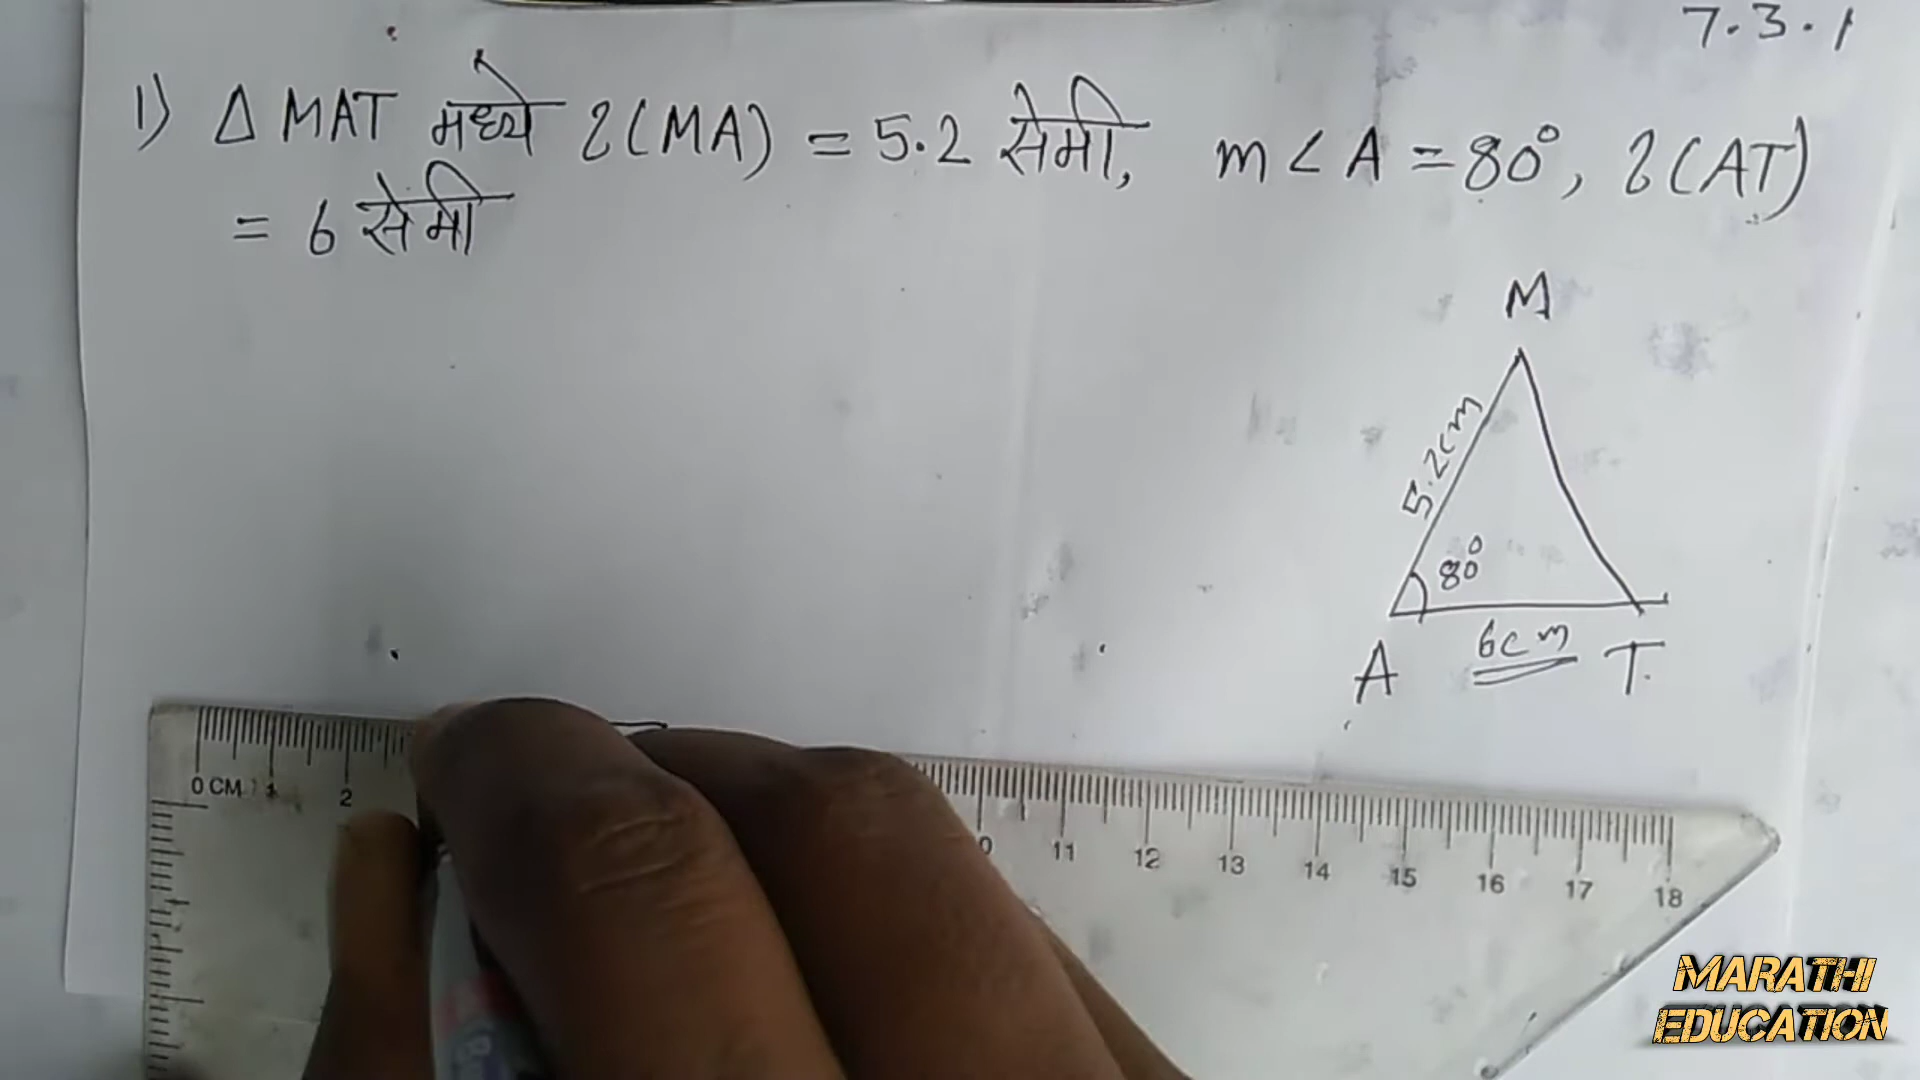 7.3.1
1) Δ MAT मध्ये l(MA) = 5.2 सेमी, m∠A = 80°, l(AT)
= 6 सेमी
M
5.2cm
80°
6cm
A T.
0 CM 1 2 11 12 13 14 15 16 17 18
MARATHI
EDUCATION